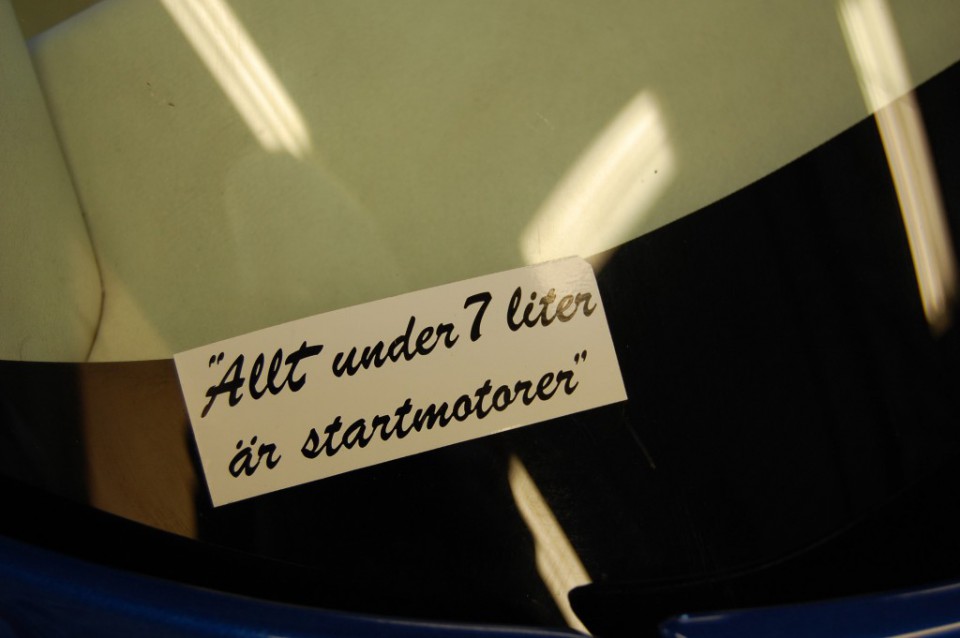 "Allt under 7 liter
är startmotorer"